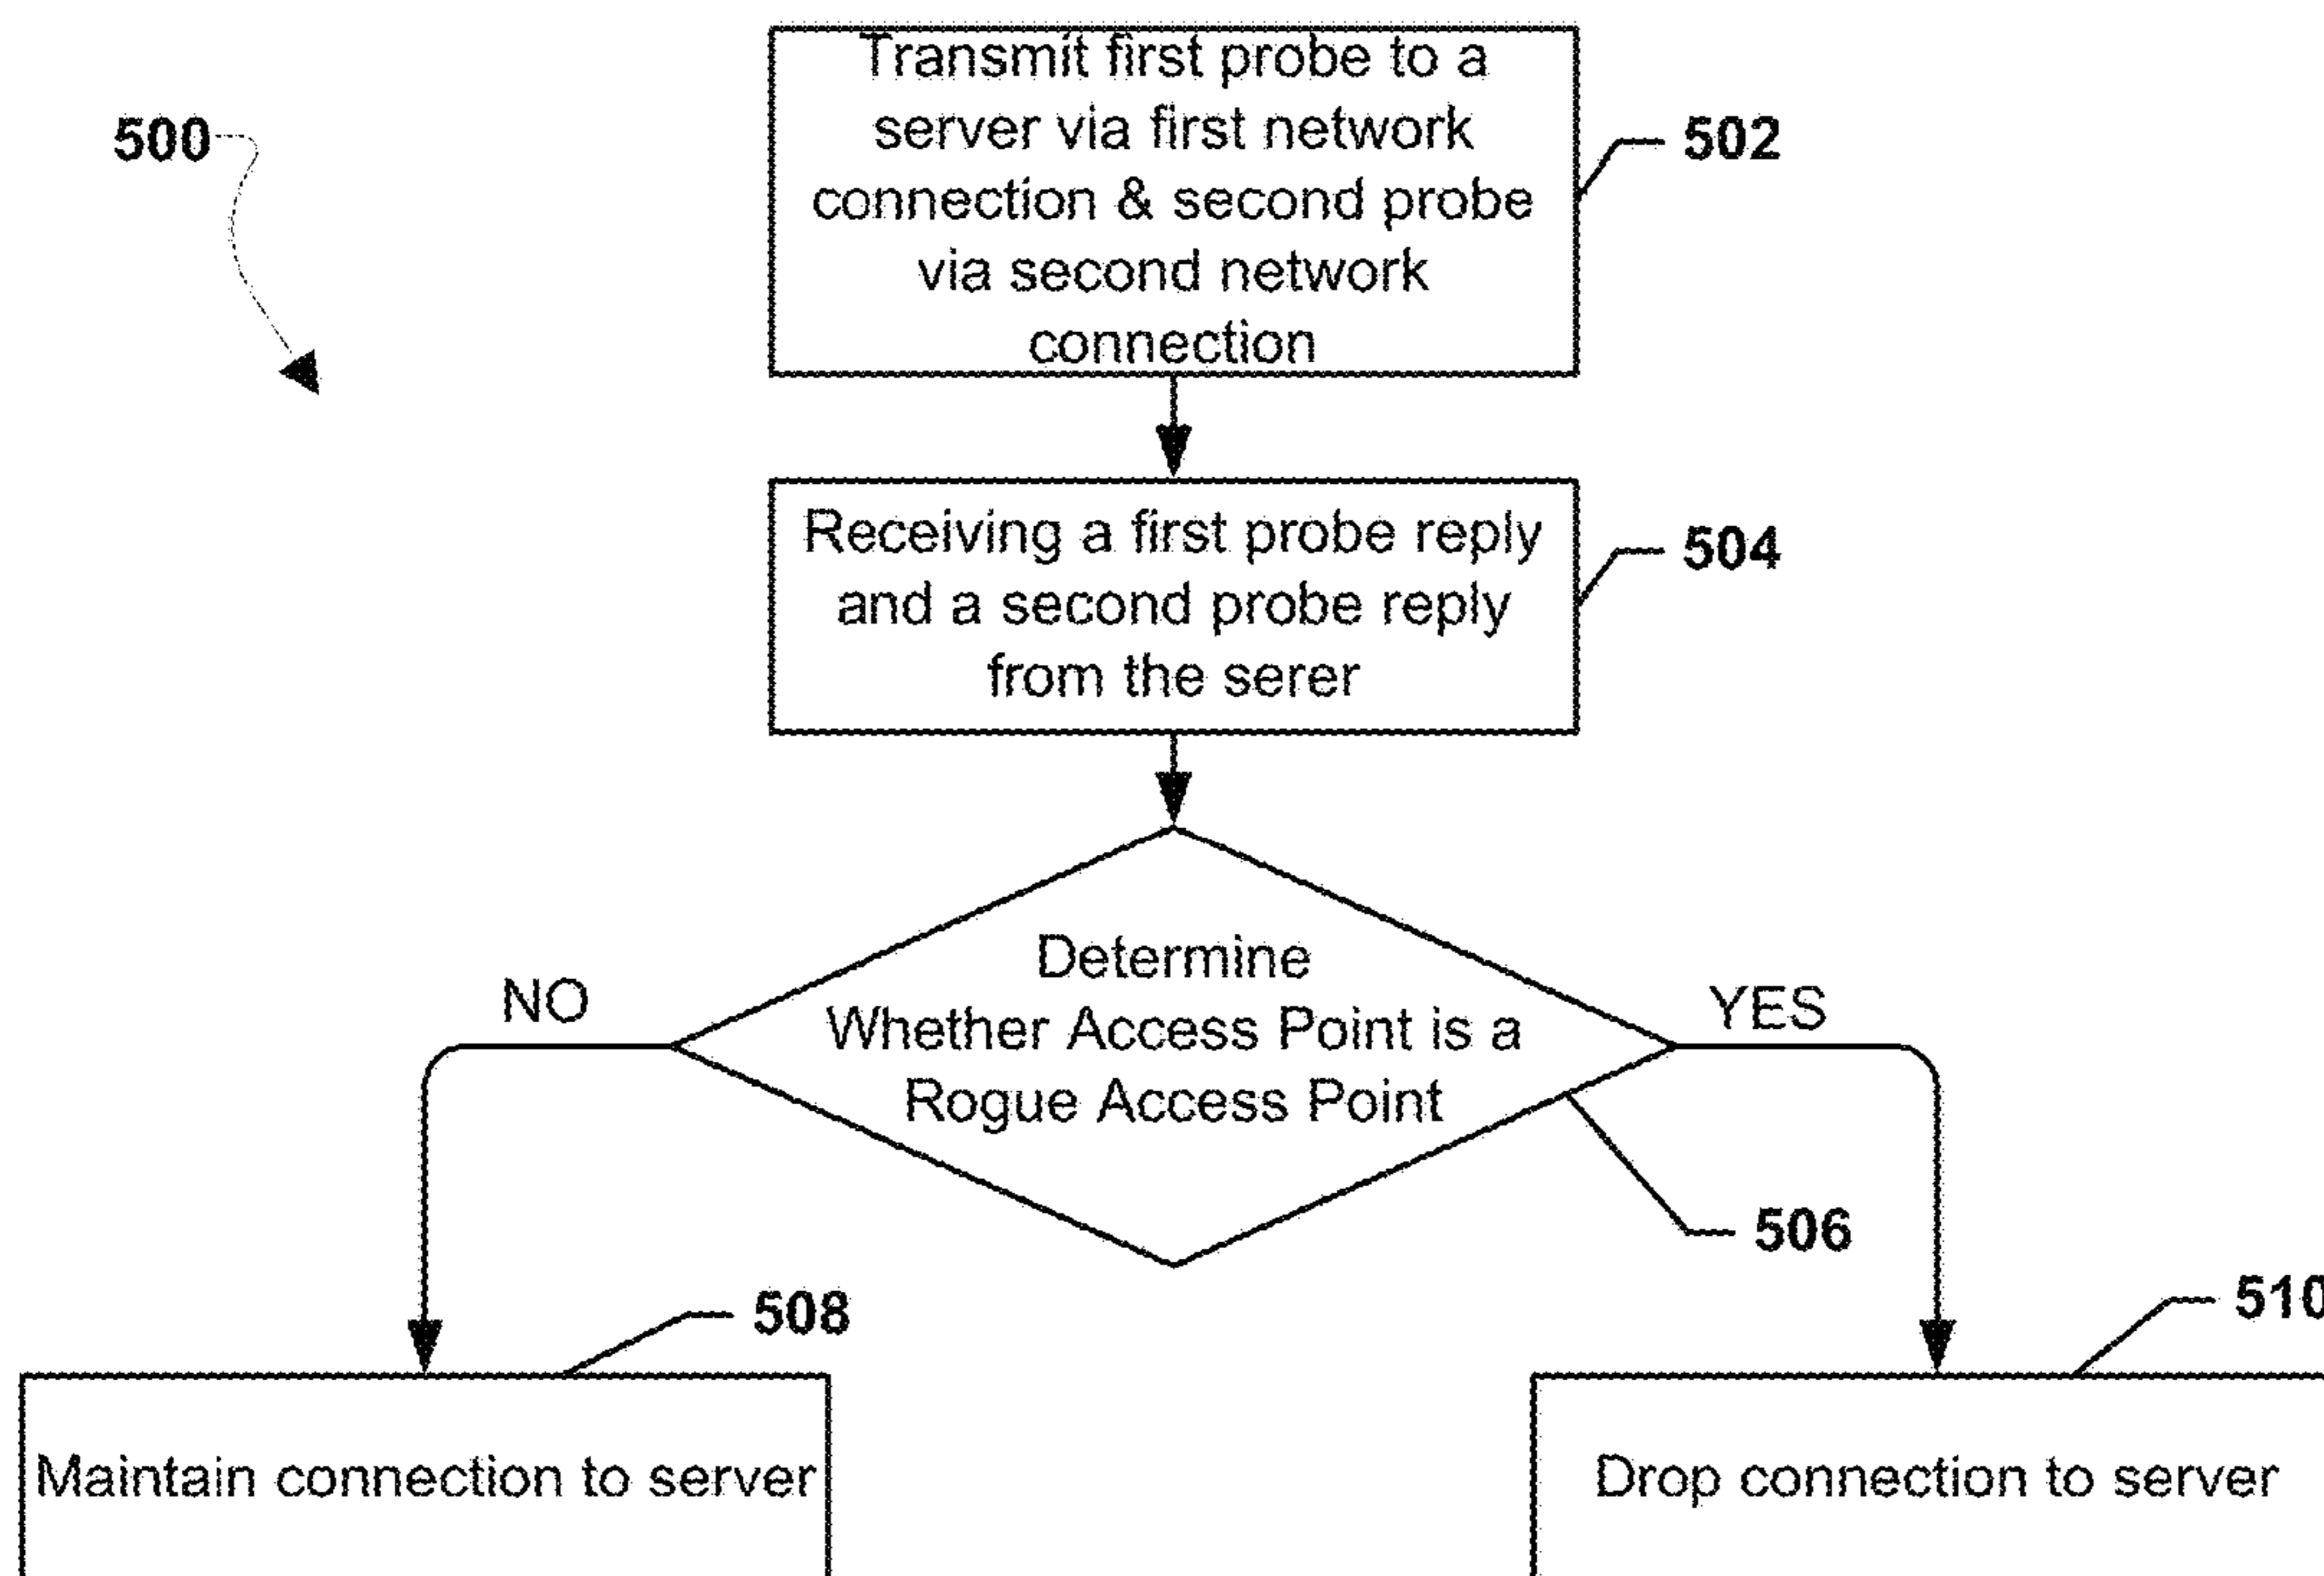 500
Transmit first probe to a
server via first network
connection & second probe
via second network
connection
502
Receiving a first probe reply
and a second probe reply
from the serer
504
Determine
Whether Access Point is a
Rogue Access Point
NO
YES
506
508
510
Maintain connection to server
Drop connection to server